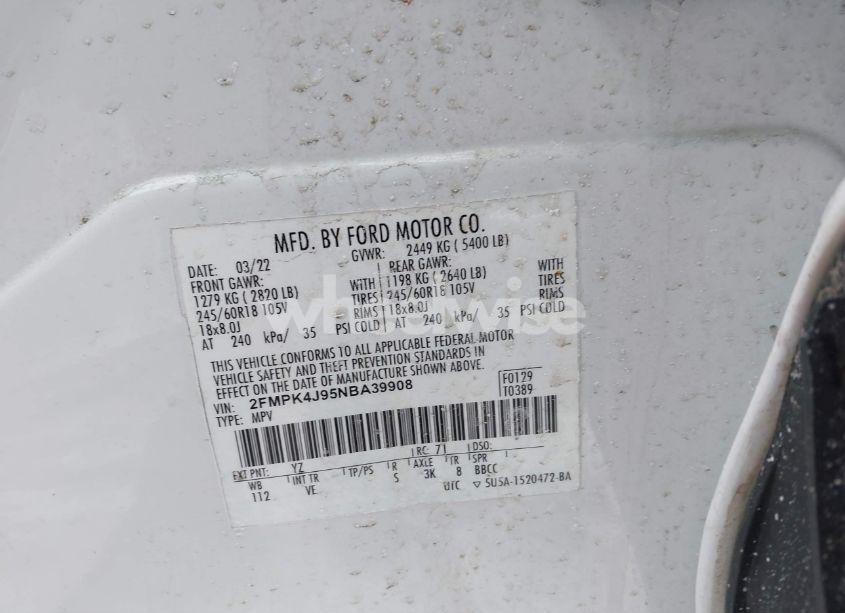 MFD. BY FORD MOTOR CO.
DATE: 03/22 GVWR: 2449 KG ( 5400 LB)
FRONT GAWR: WITH REAR GAWR: WITH
1279 KG ( 2820 LB) TIRES 1198 KG ( 2640 LB) TIRES
245/60R18 105V RIMS 245/60R18 105V RIMS
18x8.0J 18x8.0J
AT 240 kPa/ 35 PSI COLD AT 240 kPa/ 35 PSI COLD
wheelwise
THIS VEHICLE CONFORMS TO ALL APPLICABLE FEDERAL MOTOR
VEHICLE SAFETY AND THEFT PREVENTION STANDARDS IN
EFFECT ON THE DATE OF MANUFACTURE SHOWN ABOVE.
VIN: 2FMPK4J95NBA39908 F0129
TYPE: MPV T0389
EXT PNT: YZ RC: 71 DSO:
WB INT TR TP/PS R AXLE TR SPR
112 VE S 3K 8 BBCC
UTC ▽ 5U5A-1520472-BA